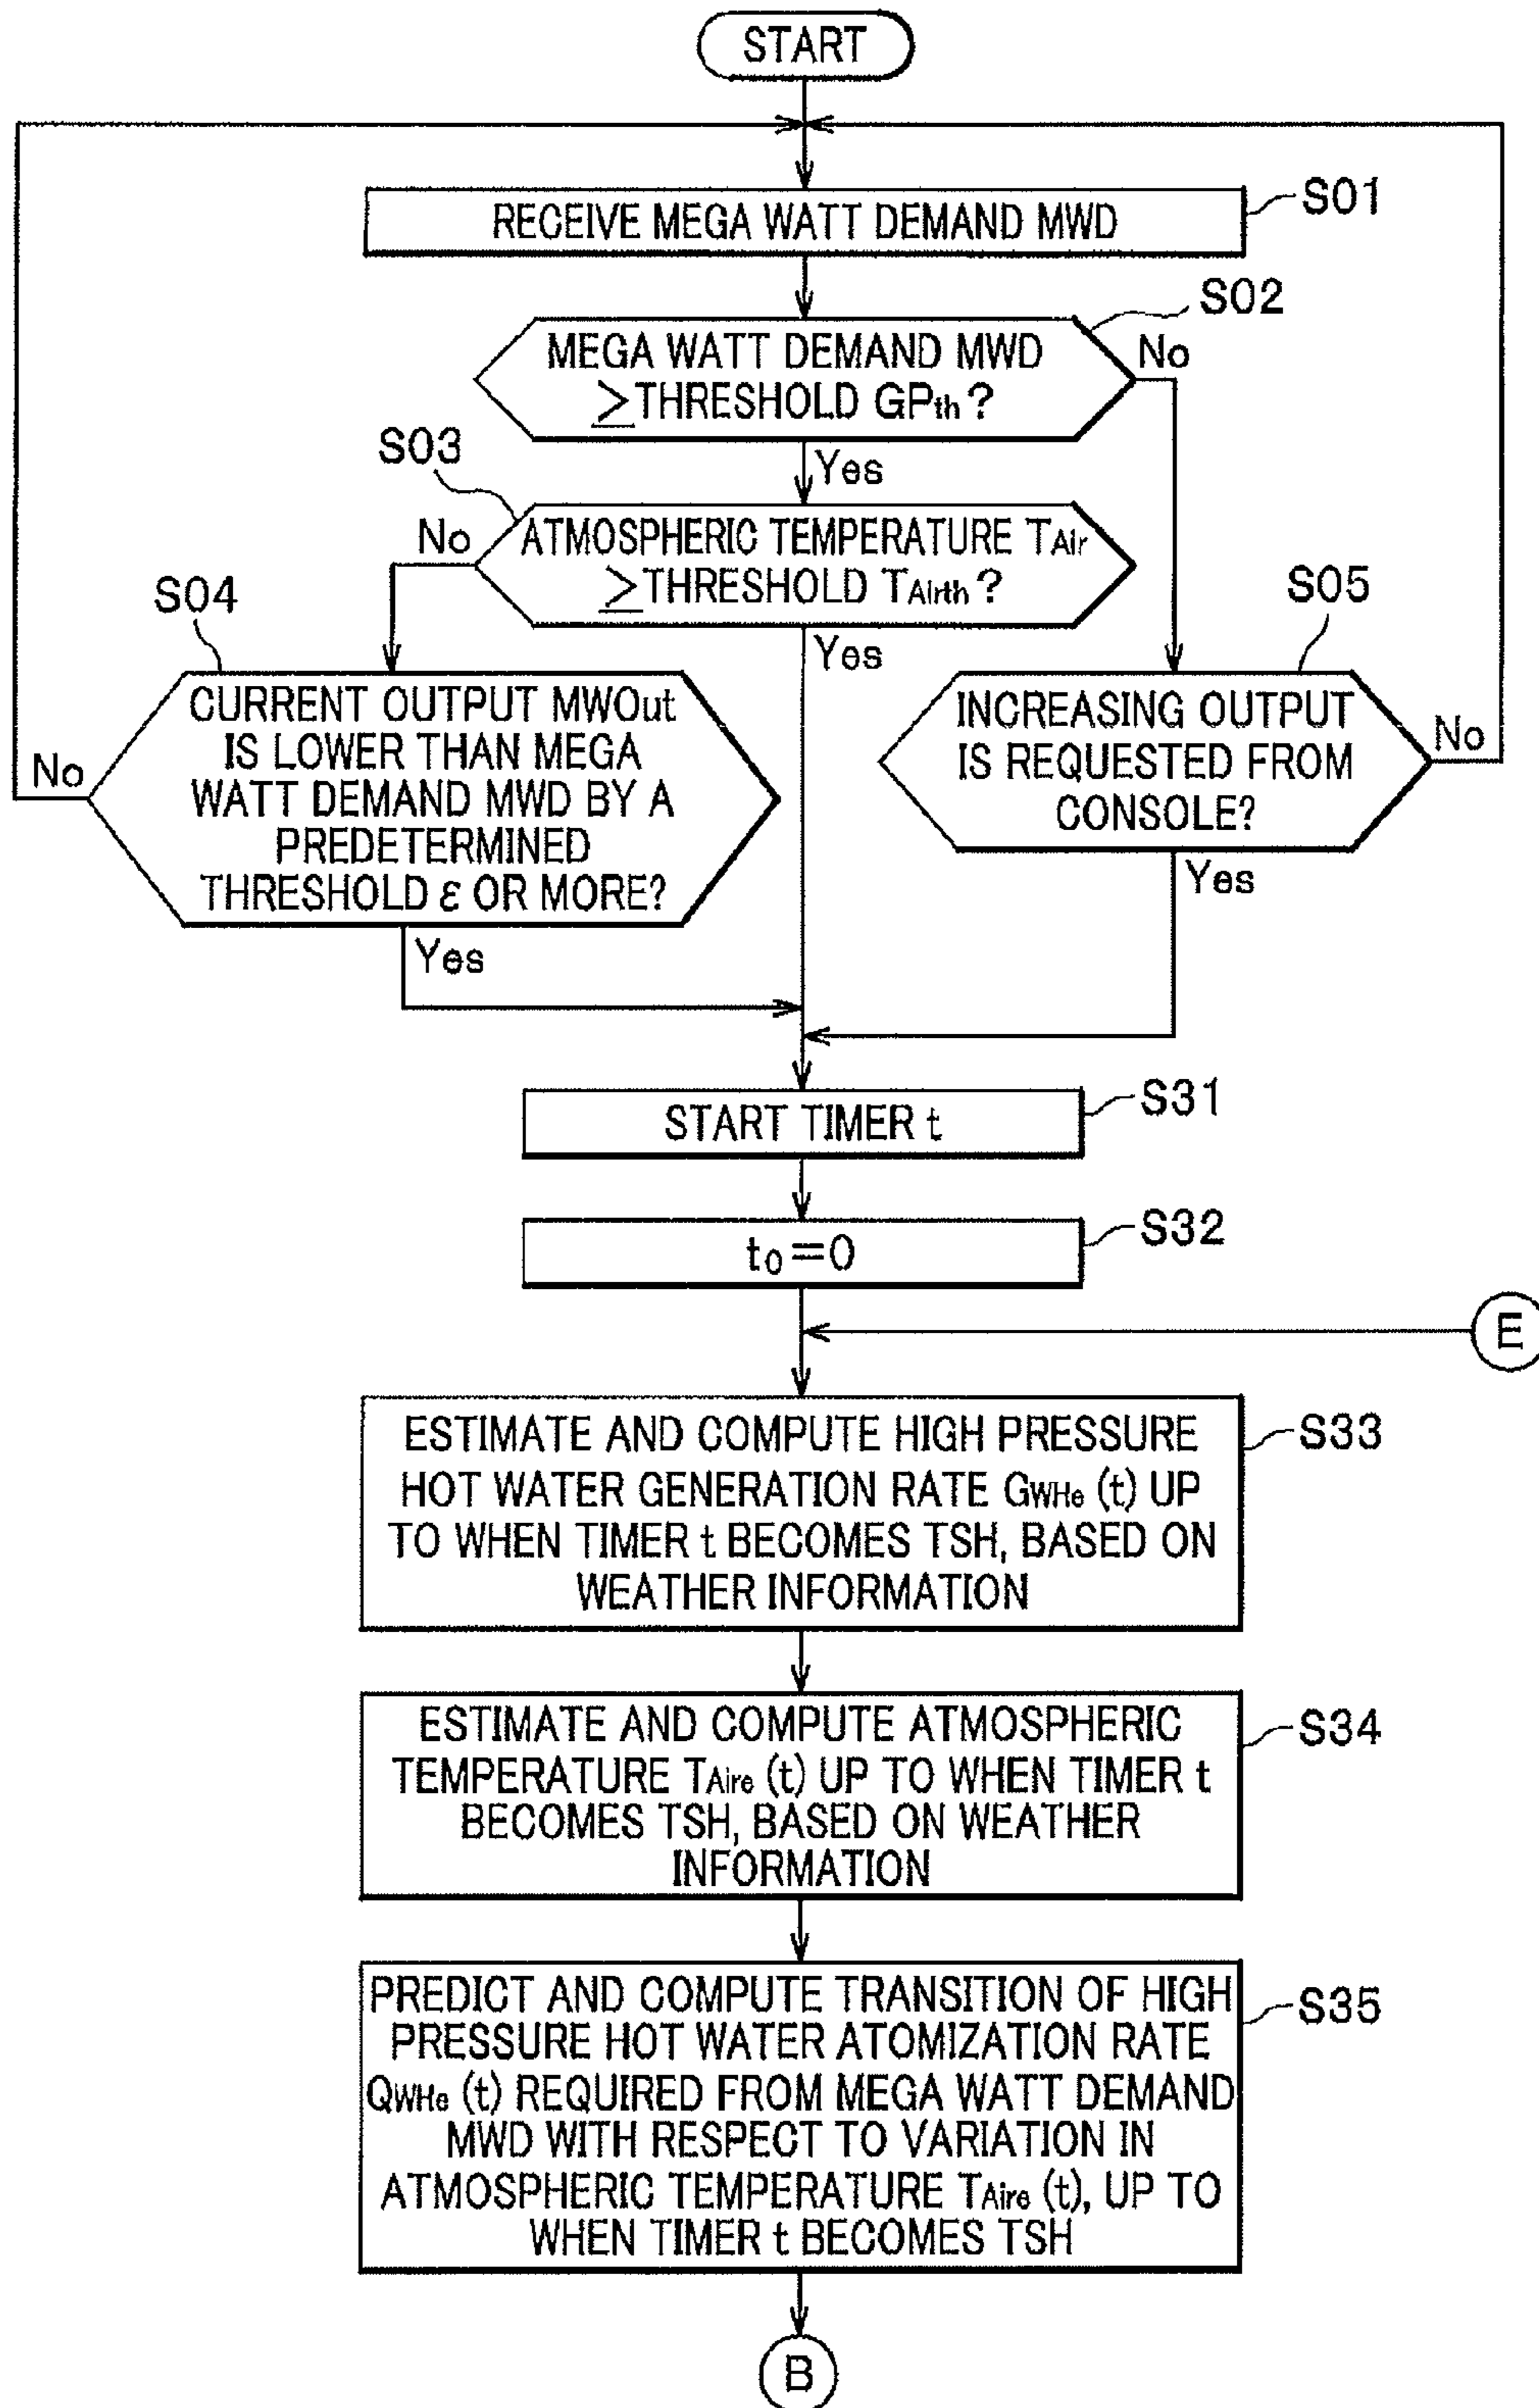 START
RECEIVE MEGA WATT DEMAND MWD
S01
MEGA WATT DEMAND MWD
≥THRESHOLD GPth?
S02
No
Yes
S03
ATMOSPHERIC TEMPERATURE TAir
≥THRESHOLD TAirth?
No
Yes
S04
CURRENT OUTPUT MWOut
IS LOWER THAN MEGA
WATT DEMAND MWD BY A
PREDETERMINED
THRESHOLD ε OR MORE?
No
Yes
S05
INCREASING OUTPUT
IS REQUESTED FROM
CONSOLE?
No
Yes
START TIMER t
S31
t0=0
S32
E
ESTIMATE AND COMPUTE HIGH PRESSURE
HOT WATER GENERATION RATE GWHe (t) UP
TO WHEN TIMER t BECOMES TSH, BASED ON
WEATHER INFORMATION
S33
ESTIMATE AND COMPUTE ATMOSPHERIC
TEMPERATURE TAire (t) UP TO WHEN TIMER t
BECOMES TSH, BASED ON WEATHER
INFORMATION
S34
PREDICT AND COMPUTE TRANSITION OF HIGH
PRESSURE HOT WATER ATOMIZATION RATE
QWHe (t) REQUIRED FROM MEGA WATT DEMAND
MWD WITH RESPECT TO VARIATION IN
ATMOSPHERIC TEMPERATURE TAire (t), UP TO
WHEN TIMER t BECOMES TSH
S35
B